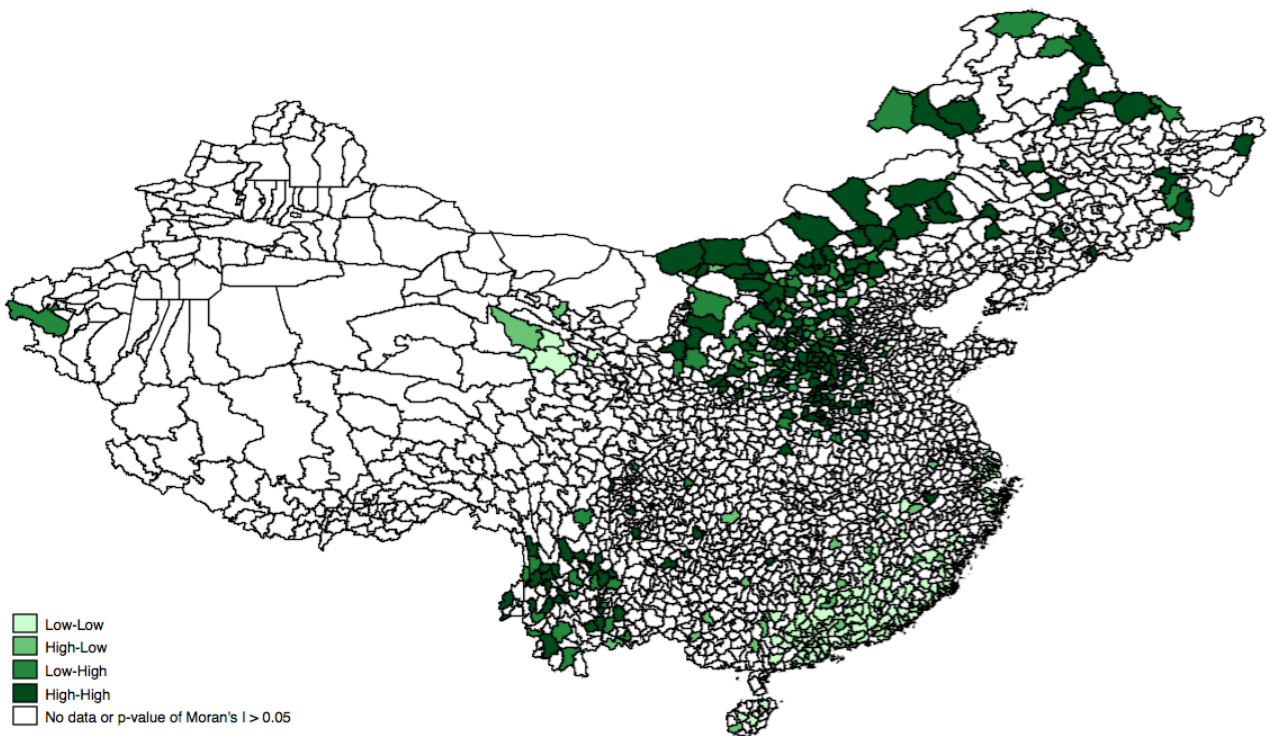 Low-Low
High-Low
Low-High
High-High
No data or p-value of Moran's I > 0.05